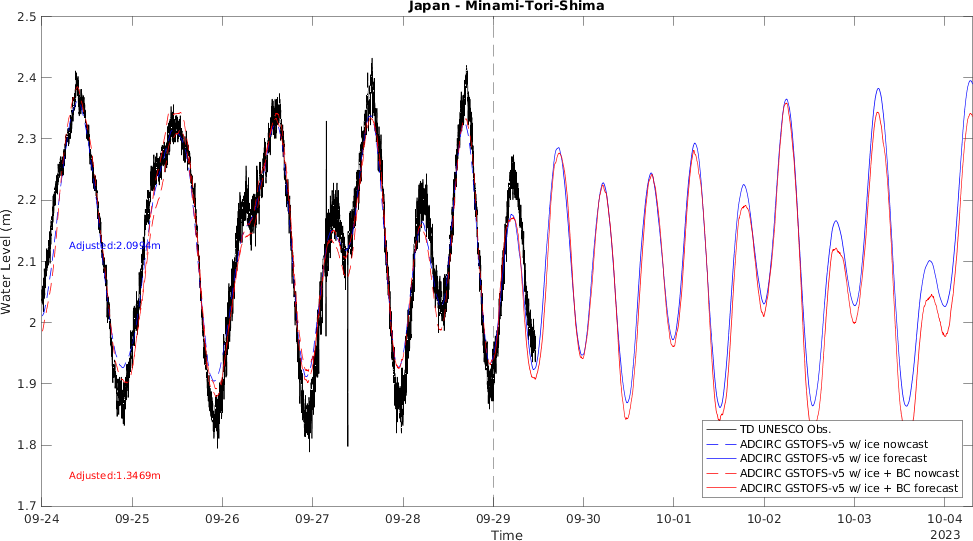 Japan - Minami-Tori-Shima
2.5
2.4
2.3
2.2
2.1
2
1.9
1.8
1.7
Water Level (m)
Adjusted:2.0994m
Adjusted:1.3469m
TD UNESCO Obs.
ADCIRC GSTOFS-v5 w/ ice nowcast
ADCIRC GSTOFS-v5 w/ ice forecast
ADCIRC GSTOFS-v5 w/ ice + BC nowcast
ADCIRC GSTOFS-v5 w/ ice + BC forecast
09-24 09-25 09-26 09-27 09-28 09-29 09-30 10-01 10-02 10-03 10-04
Time
2023